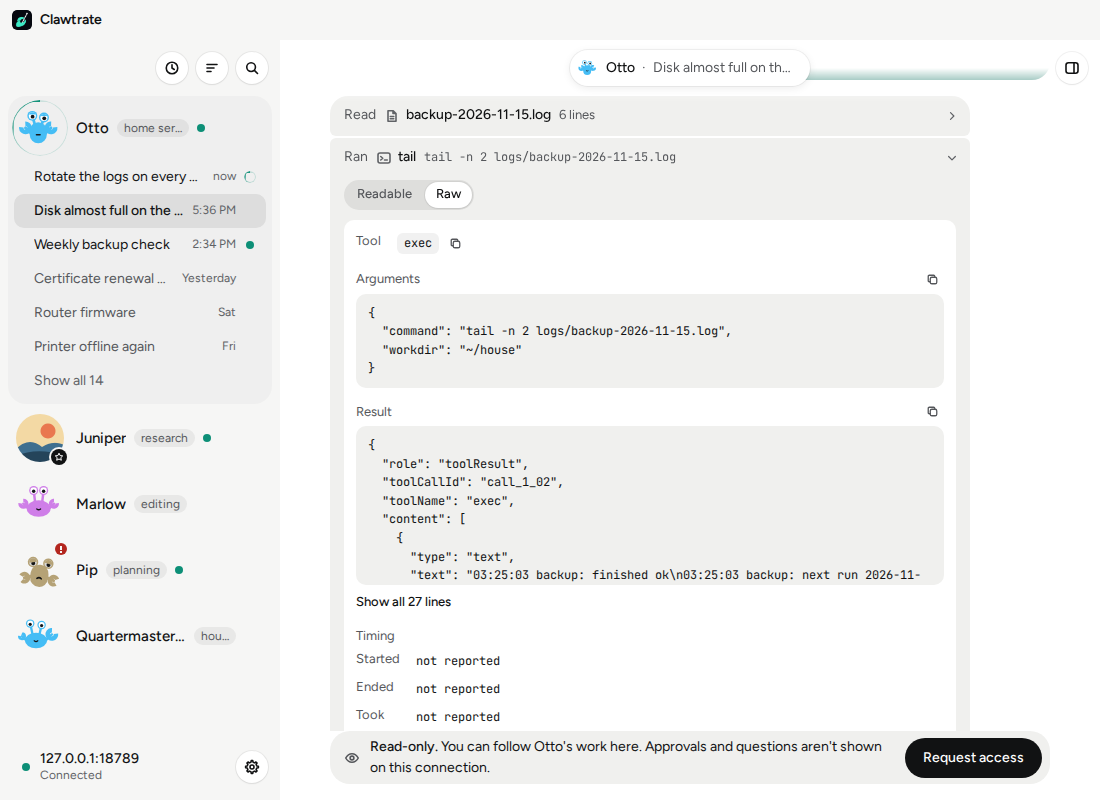 Clawtrate
Otto home ser...
Rotate the logs on every ... now
Disk almost full on the ... 5:36 PM
Weekly backup check 2:34 PM
Certificate renewal ... Yesterday
Router firmware Sat
Printer offline again Fri
Show all 14
Juniper research
Marlow editing
Pip planning
Quartermaster... hou...
127.0.0.1:18789
Connected
Otto · Disk almost full on th...
Read backup-2026-11-15.log 6 lines
Ran tail tail -n 2 logs/backup-2026-11-15.log
Readable Raw
Tool exec
Arguments
{
"command": "tail -n 2 logs/backup-2026-11-15.log",
"workdir": "~/house"
}
Result
{
"role": "toolResult",
"toolCallId": "call_1_02",
"toolName": "exec",
"content": [
{
"type": "text",
"text": "03:25:03 backup: finished ok\n03:25:03 backup: next run 2026-11-
Show all 27 lines
Timing
Started not reported
Ended not reported
Took not reported
Read-only. You can follow Otto's work here. Approvals and questions aren't shown
on this connection.
Request access